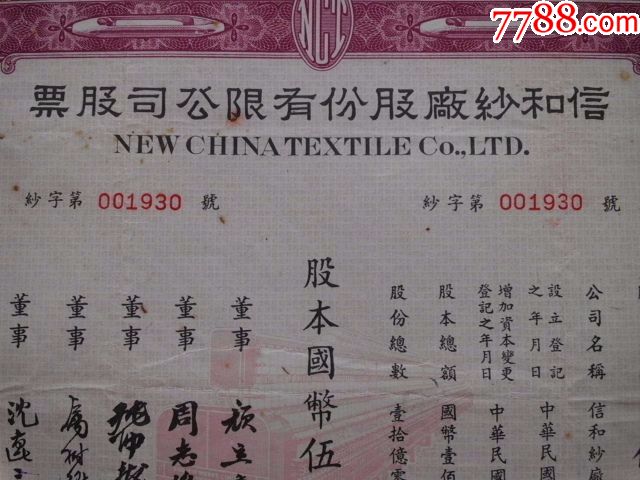 7788.com
NCT
信和紗廠股份有限公司股票
NEW CHINA TEXTILE Co.,LTD.
紗字第 001930 號
紗字第 001930 號
公司名稱 信和紗廠
設立登記之年月日 中華民國
增加資本變更登記之年月日 中華民國
股本總額 國幣壹佰
股份總數 壹拾億零
股本國幣伍
董事
董事 周志
董事
董事
董事 沈